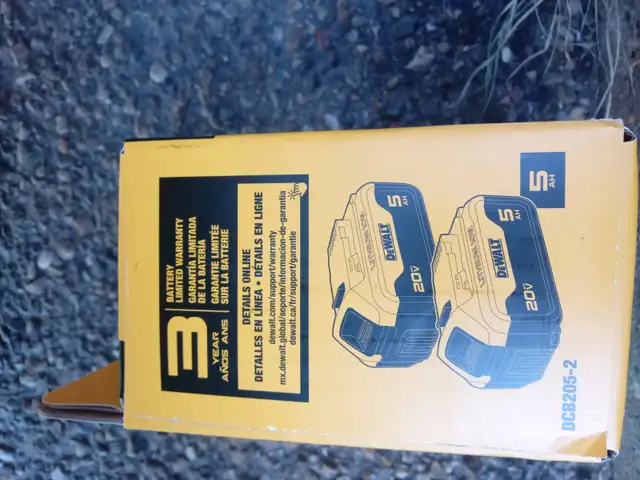 3
YEAR
AÑOS ANS
BATTERY
LIMITED WARRANTY
GARANTÍA LIMITADA
DE LA BATERÍA
GARANTIE LIMITÉE
SUR LA BATTERIE
DETAILS ONLINE
DETALLES EN LÍNEA • DÉTAILS EN LIGNE
dewalt.com/support/warranty
mx.dewalt.global/soporte/informacion-de-garantia
dewalt.ca/fr/support/garantie
5
AH
DEWALT
20V
5
AH
DEWALT
20V
5
AH
DCB205-2